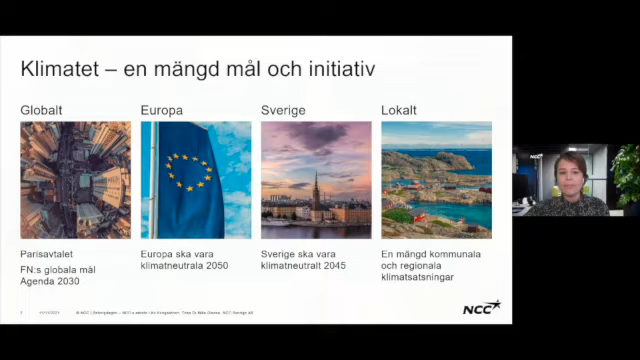 Klimatet – en mängd mål och initiativ
Globalt
Europa
Sverige
Lokalt
Parisavtalet
FN:s globala mål
Agenda 2030
Europa ska vara
klimatneutrala 2050
Sverige ska vara
klimatneutralt 2045
En mängd kommunala
och regionala
klimatsatsningar
NCC
NCC